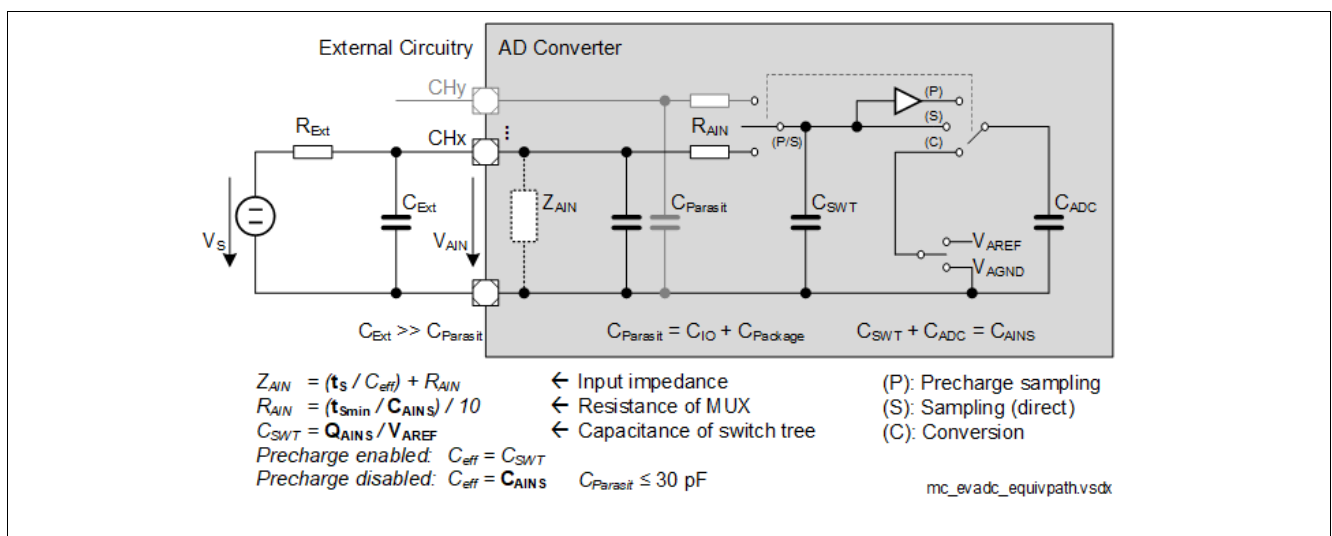 External Circuitry AD Converter
CHy
(P)
R_Ext
(S)
CHx
⋮
R_AIN
(P/S)
(C)
C_Ext
Z_AIN
C_Parasit
C_SWT
C_ADC
V_S
V_AIN
V_AREF
V_AGND
C_Ext >> C_Parasit
C_Parasit = C_IO + C_Package
C_SWT + C_ADC = C_AINS
Z_AIN = (t_S / C_eff) + R_AIN ← Input impedance (P): Precharge sampling
R_AIN = (t_Smin / C_AINS) / 10 ← Resistance of MUX (S): Sampling (direct)
C_SWT = Q_AINS / V_AREF ← Capacitance of switch tree (C): Conversion
Precharge enabled: C_eff = C_SWT
Precharge disabled: C_eff = C_AINS C_Parasit ≤ 30 pF
mc_evadc_equivpath.vsdx